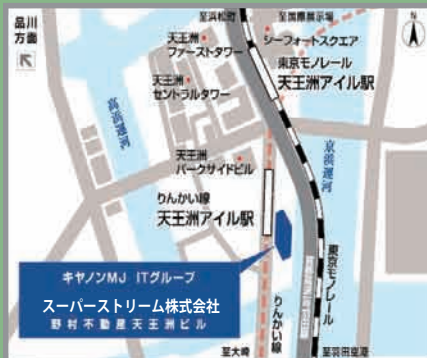 品川
方面
至浜松町
至国際展示場
N
天王洲
ファーストタワー
シーフォートスクエア
東京モノレール
天王洲アイル駅
天王洲
セントラルタワー
高浜運河
京浜運河
天王洲
パークサイドビル
りんかい線
天王洲アイル駅
キヤノンMJ ITグループ
スーパーストリーム株式会社
野村不動産天王洲ビル
りんかい線
東京モノレール
至大崎
至羽田空港